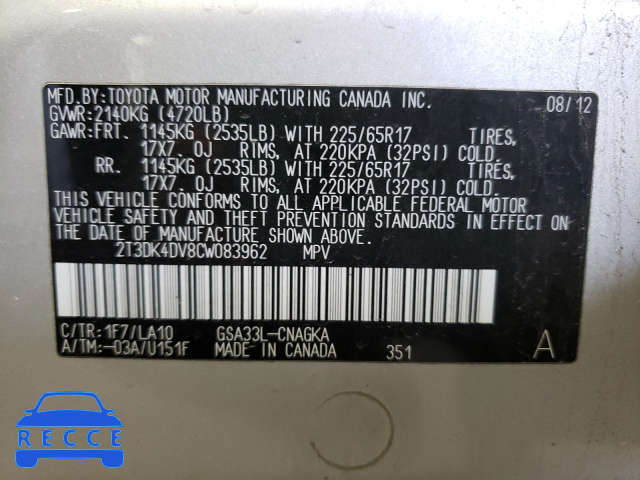 MFD.BY:TOYOTA MOTOR MANUFACTURING CANADA INC. 08/12
GVWR:2140KG (4720LB)
GAWR:FRT. 1145KG (2535LB) WITH 225/65R17 TIRES,
17X7.0J RIMS, AT 220KPA (32PSI) COLD.
RR. 1145KG (2535LB) WITH 225/65R17 TIRES,
17X7.0J RIMS, AT 220KPA (32PSI) COLD.
THIS VEHICLE CONFORMS TO ALL APPLICABLE FEDERAL MOTOR
VEHICLE SAFETY AND THEFT PREVENTION STANDARDS IN EFFECT ON
THE DATE OF MANUFACTURE SHOWN ABOVE.
2T3DK4DV8CW083962 MPV
C/TR:1F7/LA10 GSA33L-CNAGKA
A/TM:-03A/U151F MADE IN CANADA 351 A
RECCE